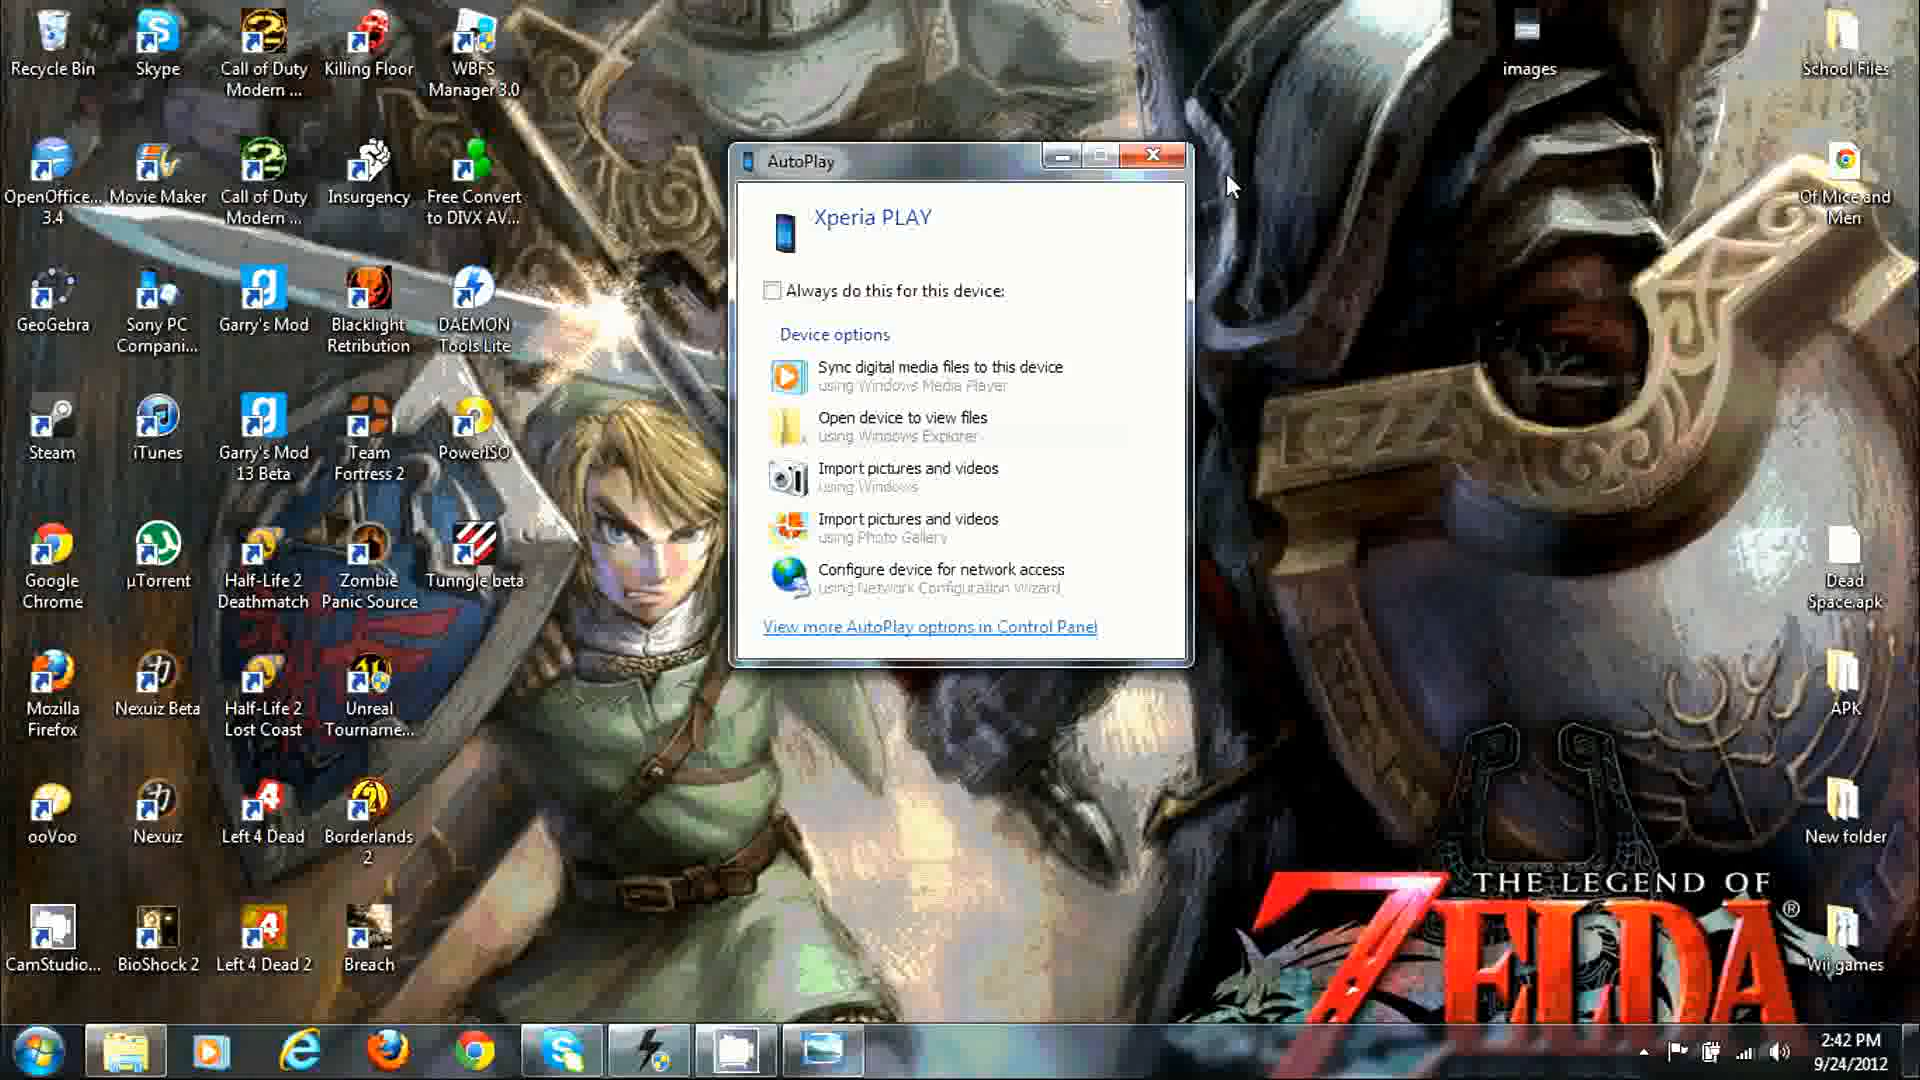 Recycle Bin
Skype
Call of Duty
Modern ...
Killing Floor
WBFS
Manager 3.0
images
School Files
OpenOffice...
3.4
Movie Maker
Call of Duty
Modern ...
Insurgency
Free Convert
to DIVX AV...
Of Mice and
Men
AutoPlay
Xperia PLAY
Always do this for this device:
Device options
Sync digital media files to this device
using Windows Media Player
Open device to view files
using Windows Explorer
Import pictures and videos
using Windows
Import pictures and videos
using Photo Gallery
Configure device for network access
using Network Configuration Wizard
View more AutoPlay options in Control Panel
GeoGebra
Sony PC
Compani...
Garry's Mod
Blacklight
Retribution
DAEMON
Tools Lite
Steam
iTunes
Garry's Mod
13 Beta
Team
Fortress 2
PowerISO
Google
Chrome
µTorrent
Half-Life 2
Deathmatch
Zombie
Panic Source
Tunngle beta
Dead
Space.apk
Mozilla
Firefox
Nexuiz Beta
Half-Life 2
Lost Coast
Unreal
Tourname...
APK
ooVoo
Nexuiz
Left 4 Dead
Borderlands
2
New folder
CamStudio...
BioShock 2
Left 4 Dead 2
Breach
Wii games
THE LEGEND OF
ZELDA®
2:42 PM
9/24/2012